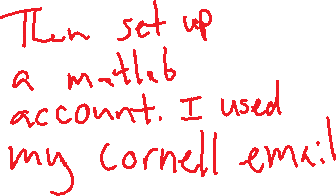 Then set up
a matlab
account. I used
my cornell email